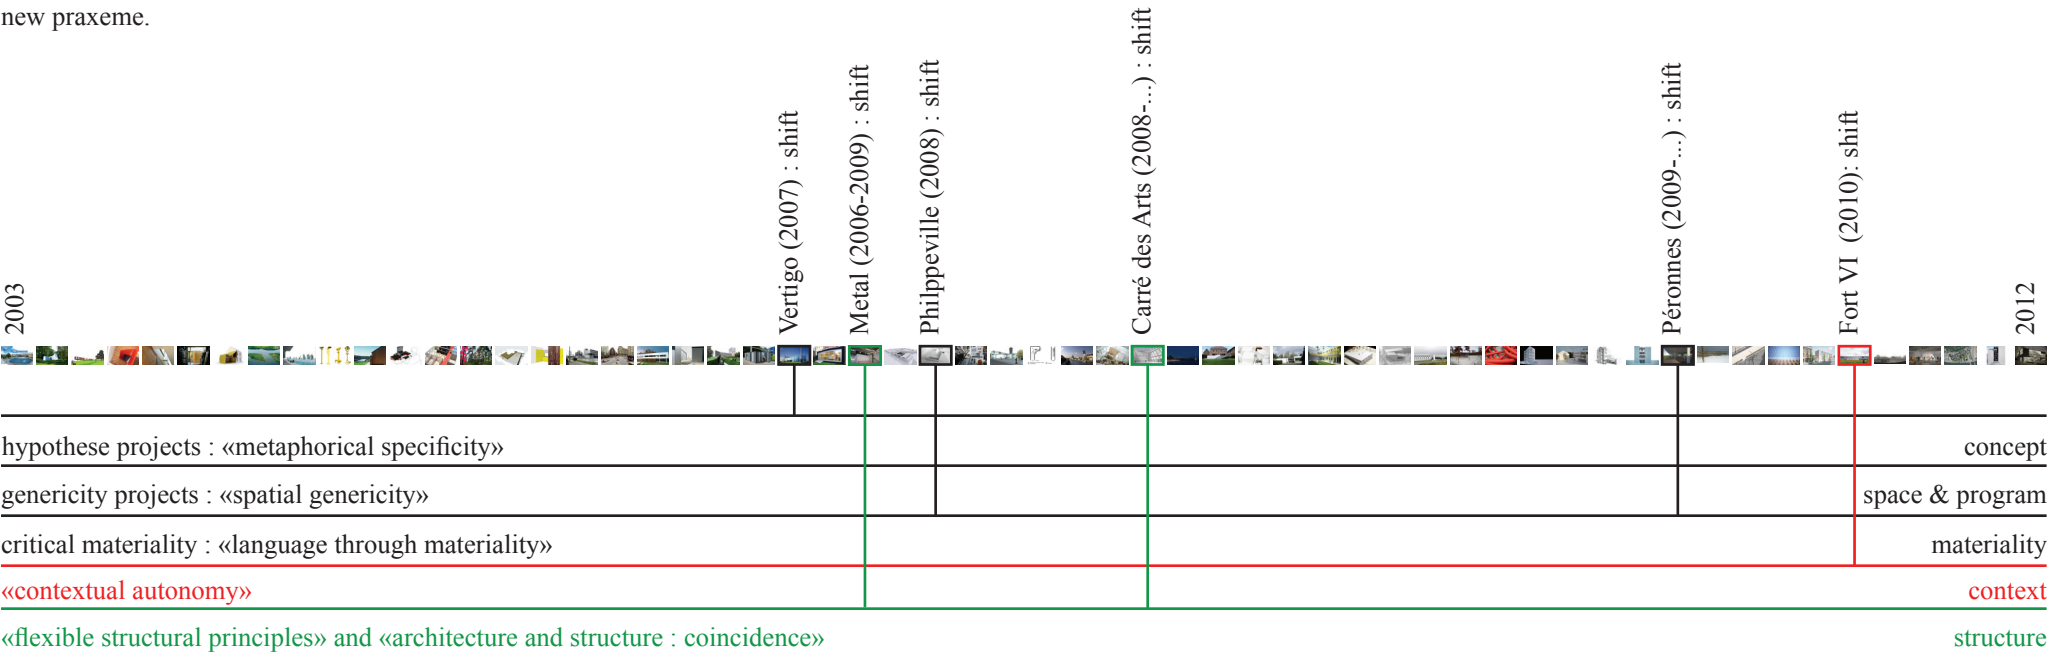 new praxeme.
2003
Vertigo (2007) : shift
Metal (2006-2009) : shift
Philppeville (2008) : shift
Carré des Arts (2008-...) : shift
Péronnes (2009-...) : shift
Fort VI (2010): shift
2012
hypothese projects : «metaphorical specificity» concept
genericity projects : «spatial genericity» space & program
critical materiality : «language through materiality» materiality
«contextual autonomy» context
«flexible structural principles» and «architecture and structure : coincidence» structure